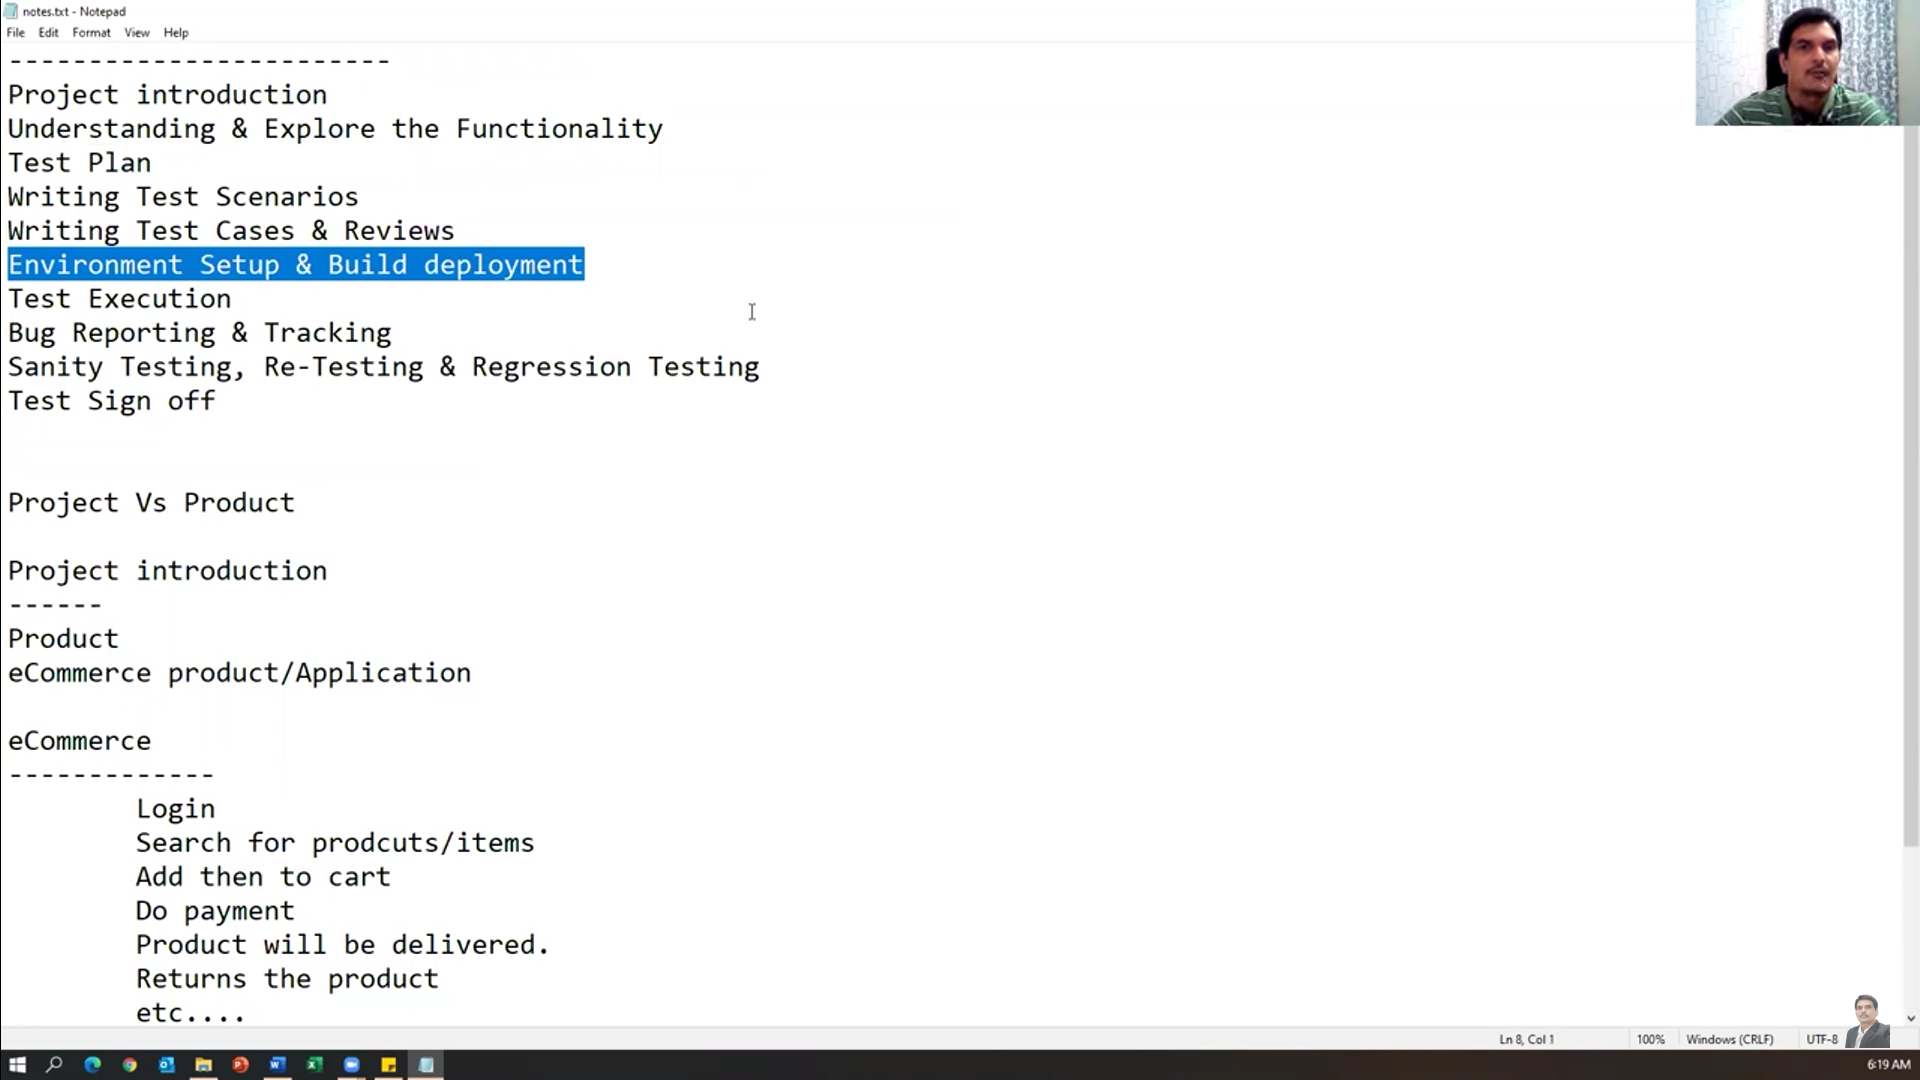 notes.txt - Notepad
File Edit Format View Help
------------------------
Project introduction
Understanding & Explore the Functionality
Test Plan
Writing Test Scenarios
Writing Test Cases & Reviews
Environment Setup & Build deployment
Test Execution
Bug Reporting & Tracking
Sanity Testing, Re-Testing & Regression Testing
Test Sign off
Project Vs Product
Project introduction
------
Product
eCommerce product/Application
eCommerce
-------------
Login
Search for prodcuts/items
Add then to cart
Do payment
Product will be delivered.
Returns the product
etc....
Ln 8, Col 1 100% Windows (CRLF) UTF-8
6:19 AM